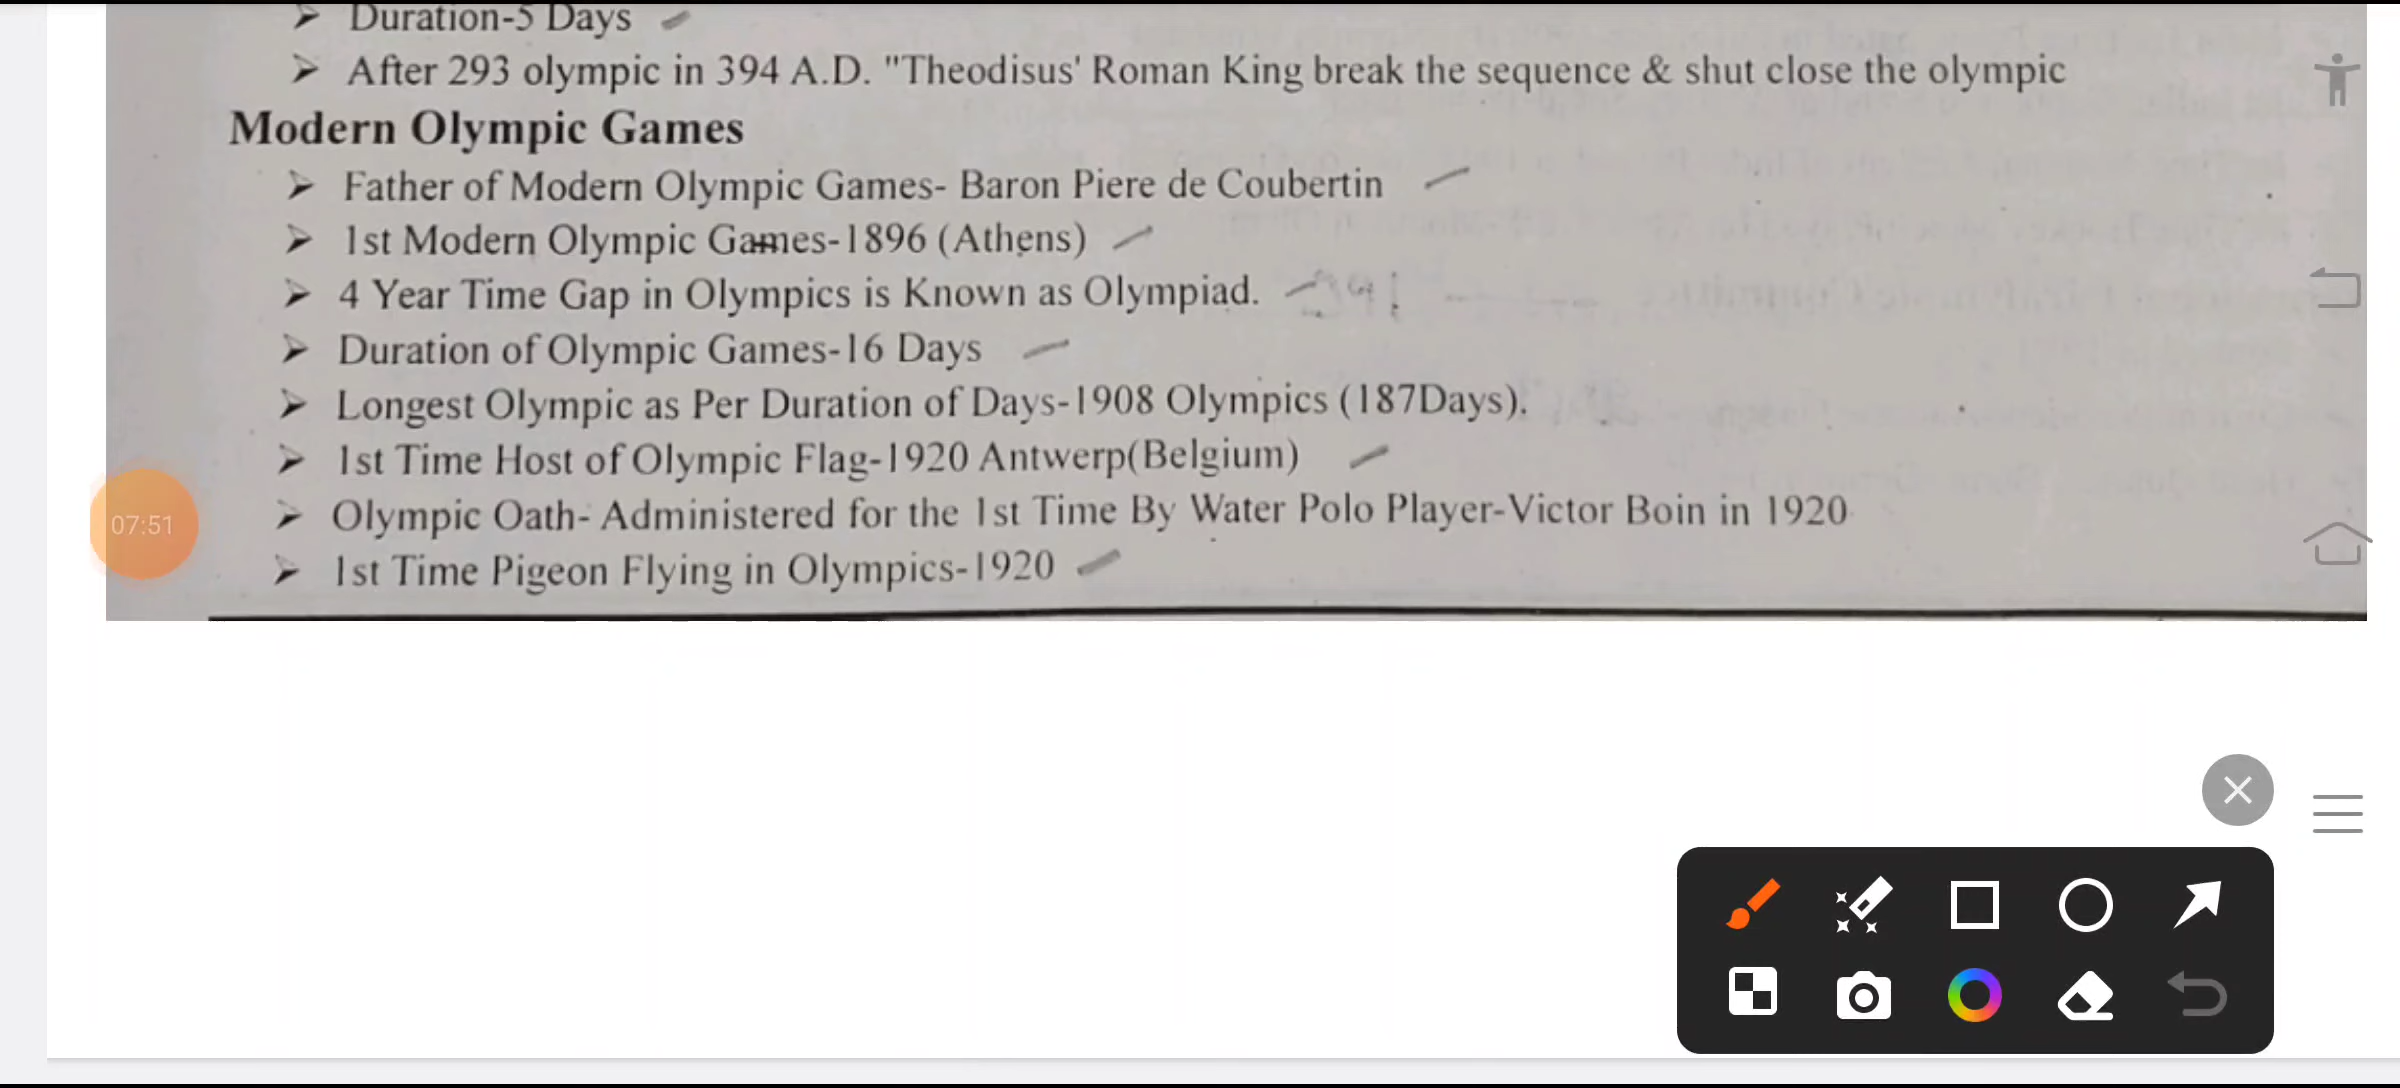 ➢ Duration-5 Days
➢ After 293 olympic in 394 A.D. "Theodisus' Roman King break the sequence & shut close the olympic
Modern Olympic Games
➢ Father of Modern Olympic Games- Baron Piere de Coubertin
➢ 1st Modern Olympic Games-1896 (Athens)
➢ 4 Year Time Gap in Olympics is Known as Olympiad.
➢ Duration of Olympic Games-16 Days
➢ Longest Olympic as Per Duration of Days-1908 Olympics (187Days).
➢ 1st Time Host of Olympic Flag-1920 Antwerp(Belgium)
➢ Olympic Oath- Administered for the 1st Time By Water Polo Player-Victor Boin in 1920
➢ 1st Time Pigeon Flying in Olympics-1920
07:51